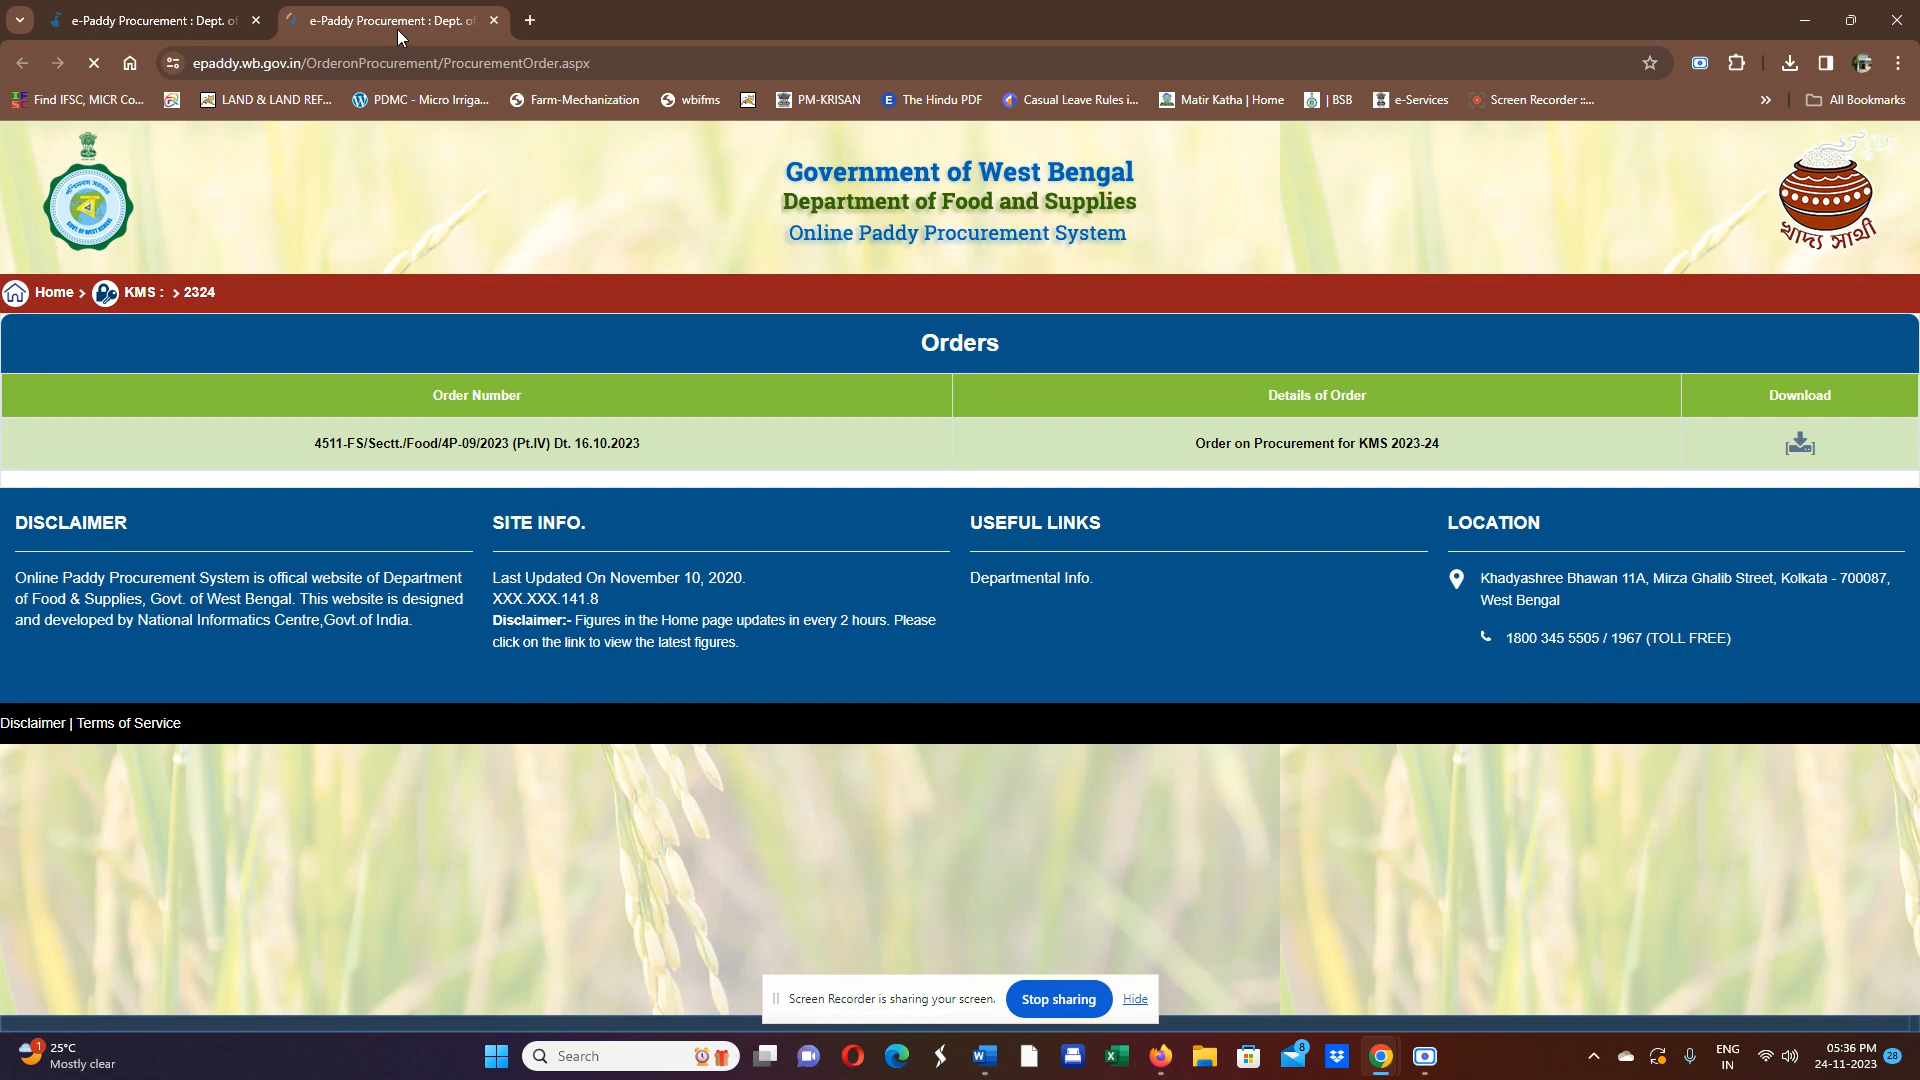 e-Paddy Procurement : Dept. of
e-Paddy Procurement : Dept. of
epaddy.wb.gov.in/OrderonProcurement/ProcurementOrder.aspx
Find IFSC, MICR Co...
LAND & LAND REF...
PDMC - Micro Irriga...
Farm-Mechanization
wbifms
PM-KRISAN
The Hindu PDF
Casual Leave Rules i...
Matir Katha | Home
| BSB
e-Services
Screen Recorder ::...
»
All Bookmarks
Government of West Bengal
Department of Food and Supplies
Online Paddy Procurement System
খাদ্য সাথী
Home > KMS : > 2324
Orders
Order Number
Details of Order
Download
4511-FS/Sectt./Food/4P-09/2023 (Pt.IV) Dt. 16.10.2023
Order on Procurement for KMS 2023-24
DISCLAIMER
Online Paddy Procurement System is offical website of Department
of Food & Supplies, Govt. of West Bengal. This website is designed
and developed by National Informatics Centre,Govt.of India.
SITE INFO.
Last Updated On November 10, 2020.
XXX.XXX.141.8
Disclaimer:- Figures in the Home page updates in every 2 hours. Please
click on the link to view the latest figures.
USEFUL LINKS
Departmental Info.
LOCATION
Khadyashree Bhawan 11A, Mirza Ghalib Street, Kolkata - 700087,
West Bengal
1800 345 5505 / 1967 (TOLL FREE)
Disclaimer | Terms of Service
Screen Recorder is sharing your screen.
Stop sharing
Hide
1
25°C
Mostly clear
Search
8
ENG
IN
05:36 PM
24-11-2023
28